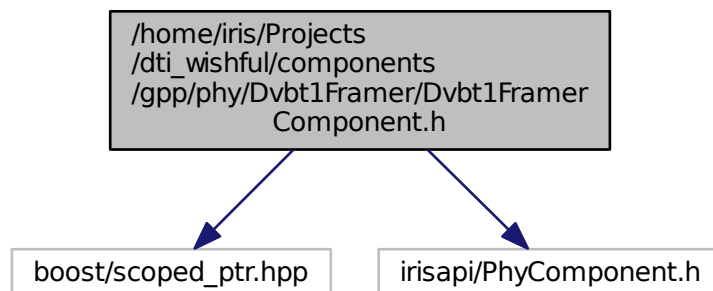 /home/iris/Projects
/dti_wishful/components
/gpp/phy/Dvbt1Framer/Dvbt1Framer
Component.h
boost/scoped_ptr.hpp
irisapi/PhyComponent.h